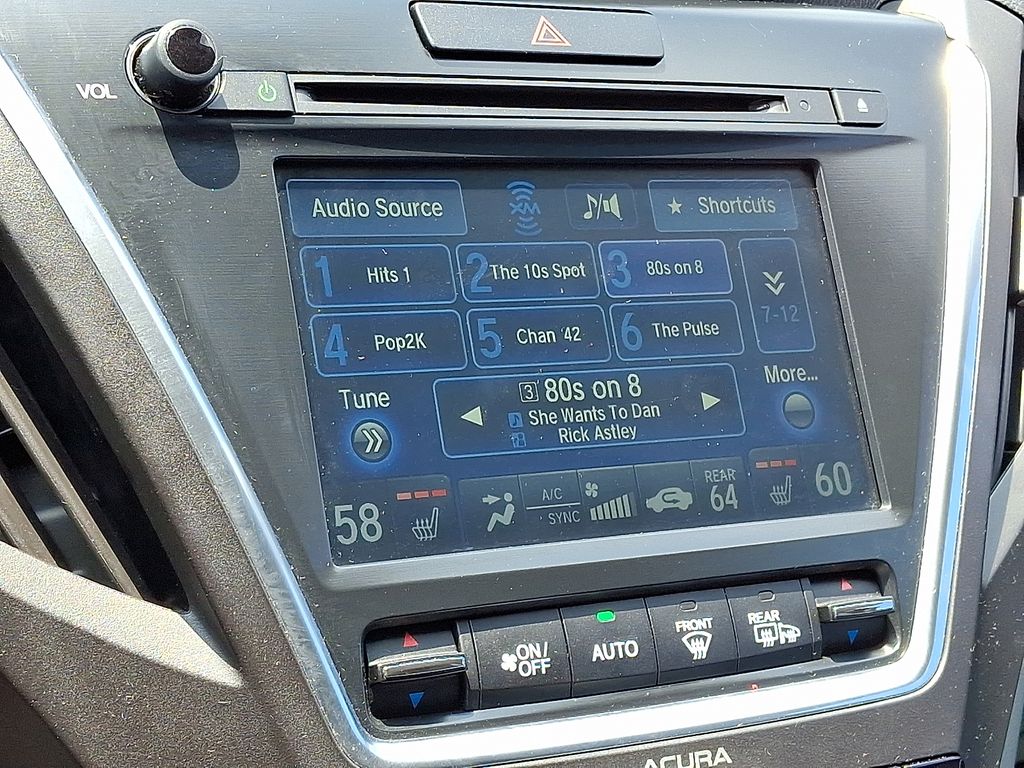 VOL
Audio Source
XM
Shortcuts
1 Hits 1
2 The 10s Spot
3 80s on 8
7-12
4 Pop2K
5 Chan '42
6 The Pulse
Tune
3 80s on 8
She Wants To Dan
Rick Astley
More...
58
A/C
SYNC
REAR
64
60
ON/
OFF
AUTO
FRONT
REAR
ACURA